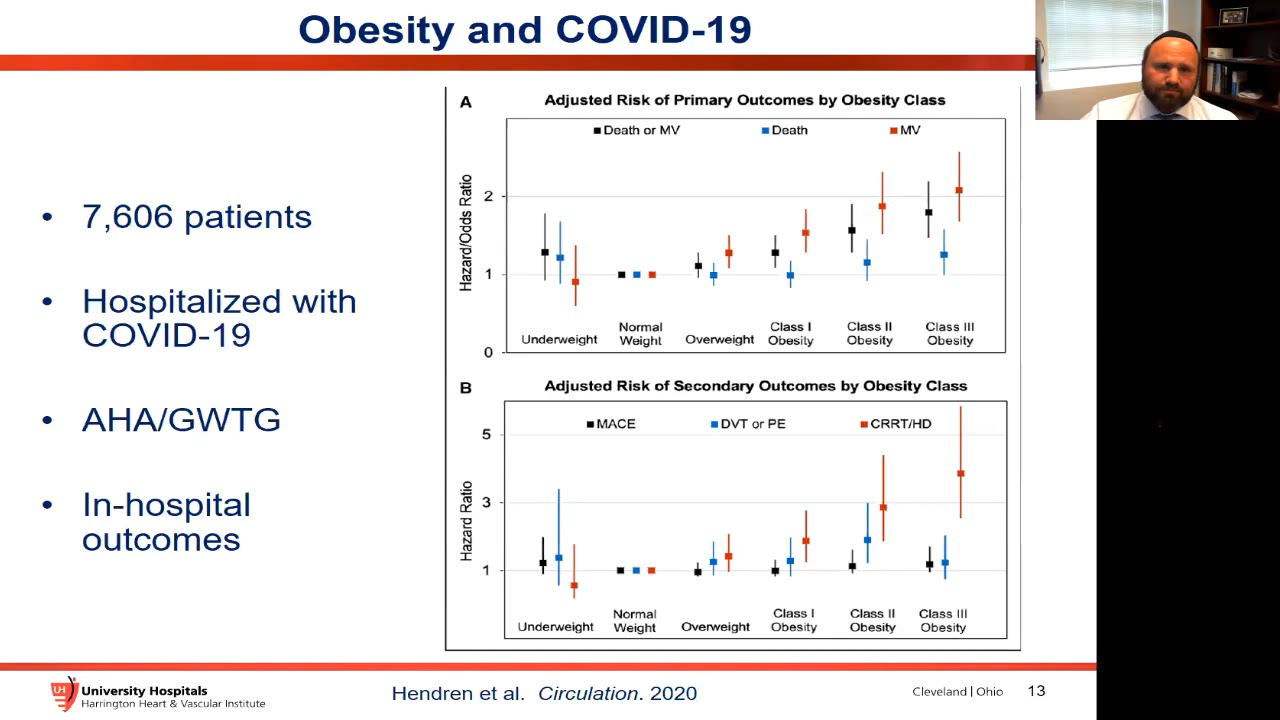 Obesity and COVID-19
• 7,606 patients
• Hospitalized with
COVID-19
• AHA/GWTG
• In-hospital
outcomes
A Adjusted Risk of Primary Outcomes by Obesity Class
Death or MV Death MV
Hazard/Odds Ratio
2
1
0
Underweight Normal Weight Overweight Class I Obesity Class II Obesity Class III Obesity
B Adjusted Risk of Secondary Outcomes by Obesity Class
MACE DVT or PE CRRT/HD
Hazard Ratio
5
3
1
Underweight Normal Weight Overweight Class I Obesity Class II Obesity Class III Obesity
UH University Hospitals
Harrington Heart & Vascular Institute
Hendren et al. Circulation. 2020
Cleveland | Ohio 13